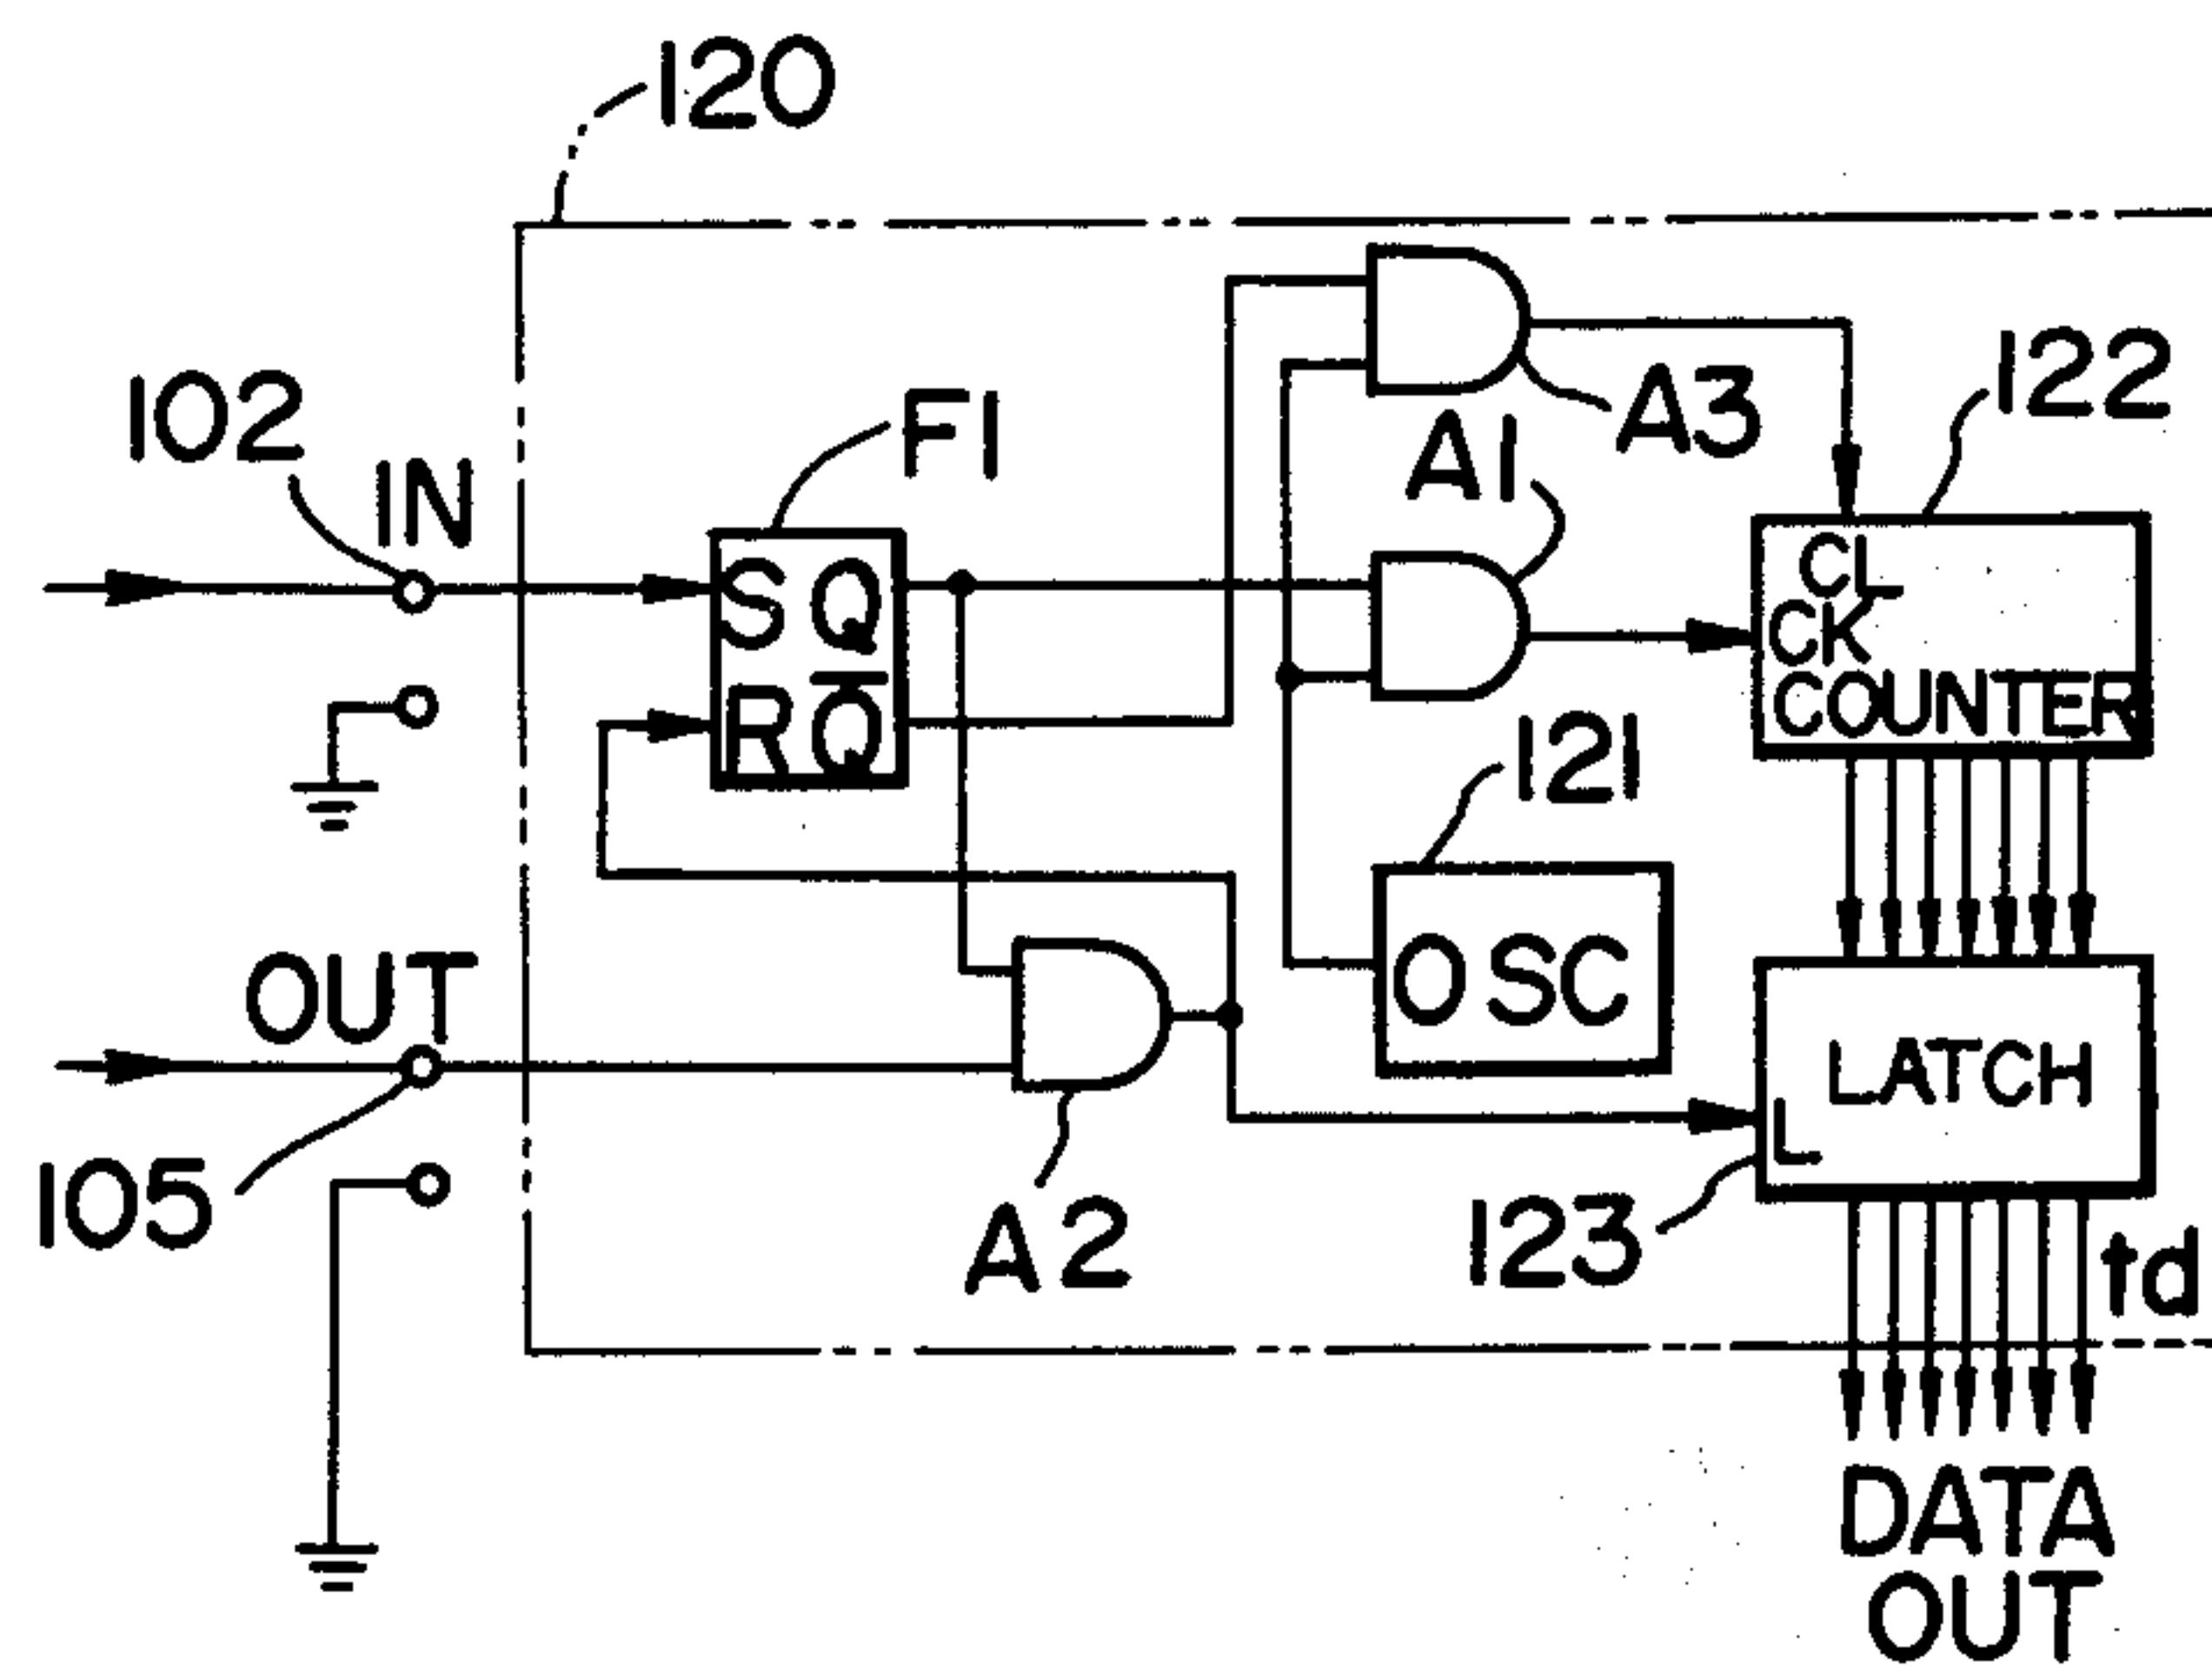 120
102
IN
F1
A3
122
A1
S Q
R Q̅
CL
CK
COUNTER
121
OSC
OUT
LATCH
L
105
A2
123
td
DATA
OUT